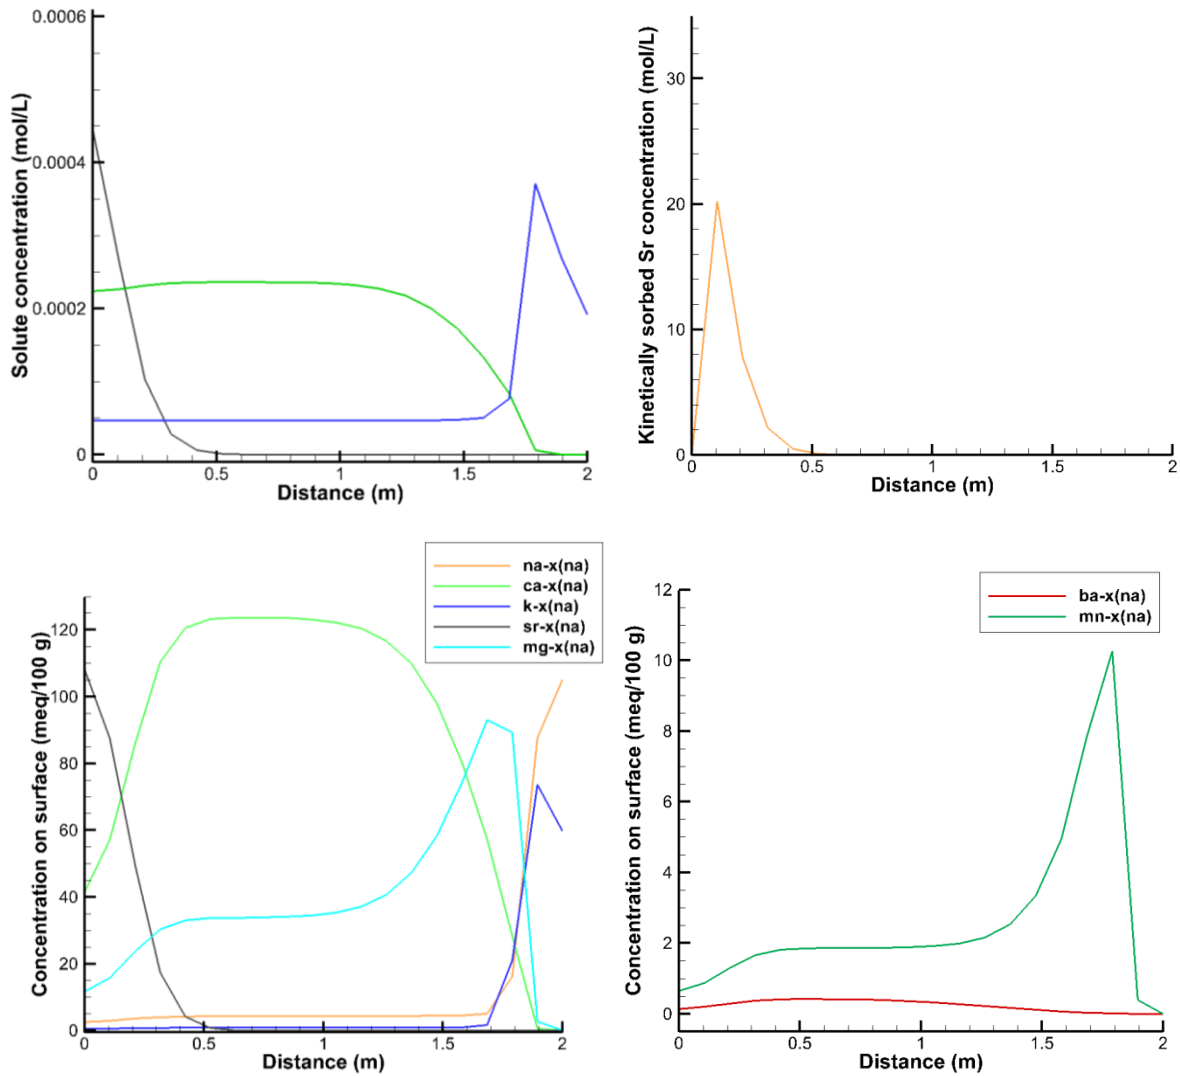 Solute concentration (mol/L)
0.0006
0.0004
0.0002
0
0 0.5 1 1.5 2
Distance (m)
Kinetically sorbed Sr concentration (mol/L)
30
20
10
0
0 0.5 1 1.5 2
Distance (m)
na-x(na)
ca-x(na)
k-x(na)
sr-x(na)
mg-x(na)
Concentration on surface (meq/100 g)
120
100
80
60
40
20
0
0 0.5 1 1.5 2
Distance (m)
ba-x(na)
mn-x(na)
Concentration on surface (meq/100 g)
12
10
8
6
4
2
0
0 0.5 1 1.5 2
Distance (m)